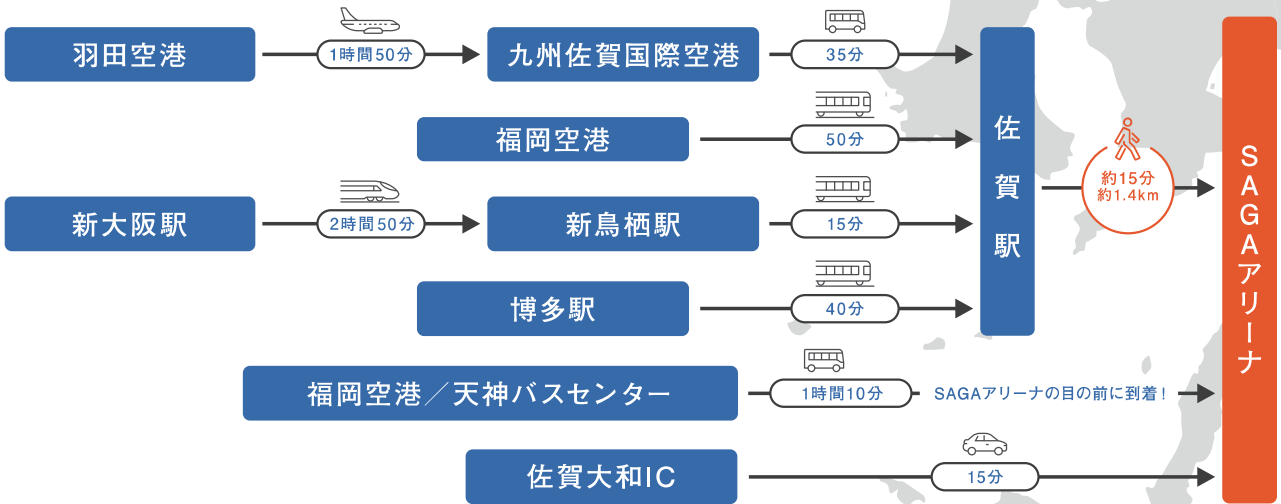 羽田空港
1時間50分
九州佐賀国際空港
35分
福岡空港
50分
新大阪駅
2時間50分
新鳥栖駅
15分
博多駅
40分
佐賀駅
約15分
約1.4km
福岡空港／天神バスセンター
1時間10分
SAGAアリーナの目の前に到着！
佐賀大和IC
15分
SAGAアリーナ